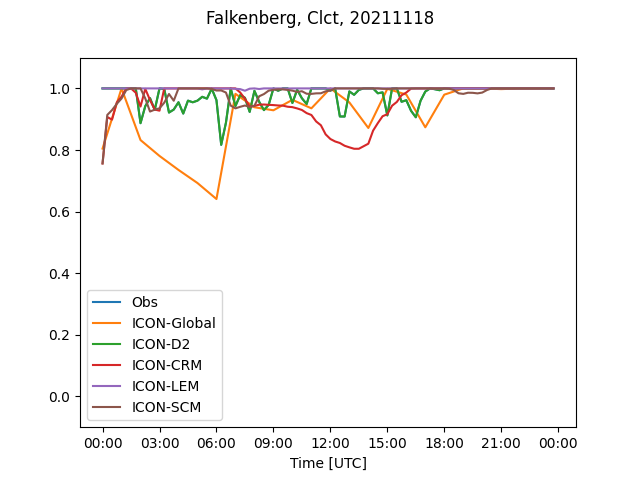 Falkenberg, Clct, 20211118
1.0
0.8
0.6
0.4
0.2
0.0
Obs
ICON-Global
ICON-D2
ICON-CRM
ICON-LEM
ICON-SCM
00:00 03:00 06:00 09:00 12:00 15:00 18:00 21:00 00:00
Time [UTC]